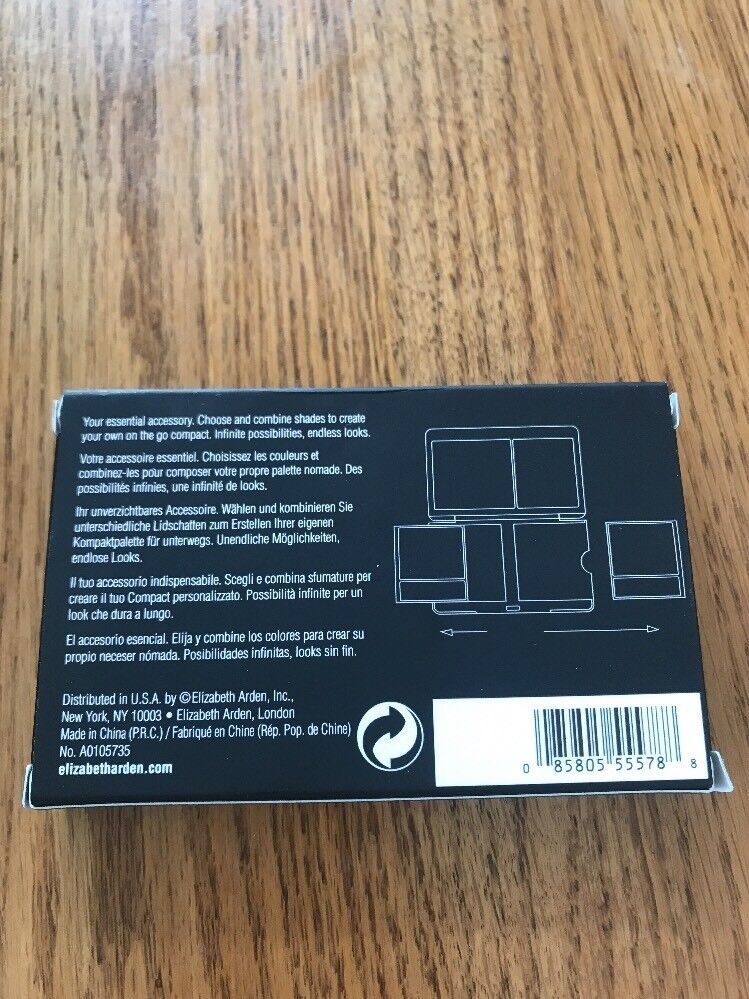 Your essential accessory. Choose and combine shades to create
your own on the go compact. Infinite possibilities, endless looks.
Votre accessoire essentiel. Choisissez les couleurs et
combinez-les pour composer votre propre palette nomade. Des
possibilités infinies, une infinité de looks.
Ihr unverzichtbares Accessoire. Wählen und kombinieren Sie
unterschiedliche Lidschatten zum Erstellen Ihrer eigenen
Kompaktpalette für unterwegs. Unendliche Möglichkeiten,
endlose Looks.
Il tuo accessorio indispensabile. Scegli e combina sfumature per
creare il tuo Compact personalizzato. Possibilità infinite per un
look che dura a lungo.
El accesorio esencial. Elija y combine los colores para crear su
propio neceser nómada. Posibilidades infinitas, looks sin fin.
Distributed in U.S.A. by ©Elizabeth Arden, Inc.,
New York, NY 10003 • Elizabeth Arden, London
Made in China (P.R.C.) / Fabriqué en Chine (Rép. Pop. de Chine)
No. A0105735
elizabetharden.com
0 85805 55578 8